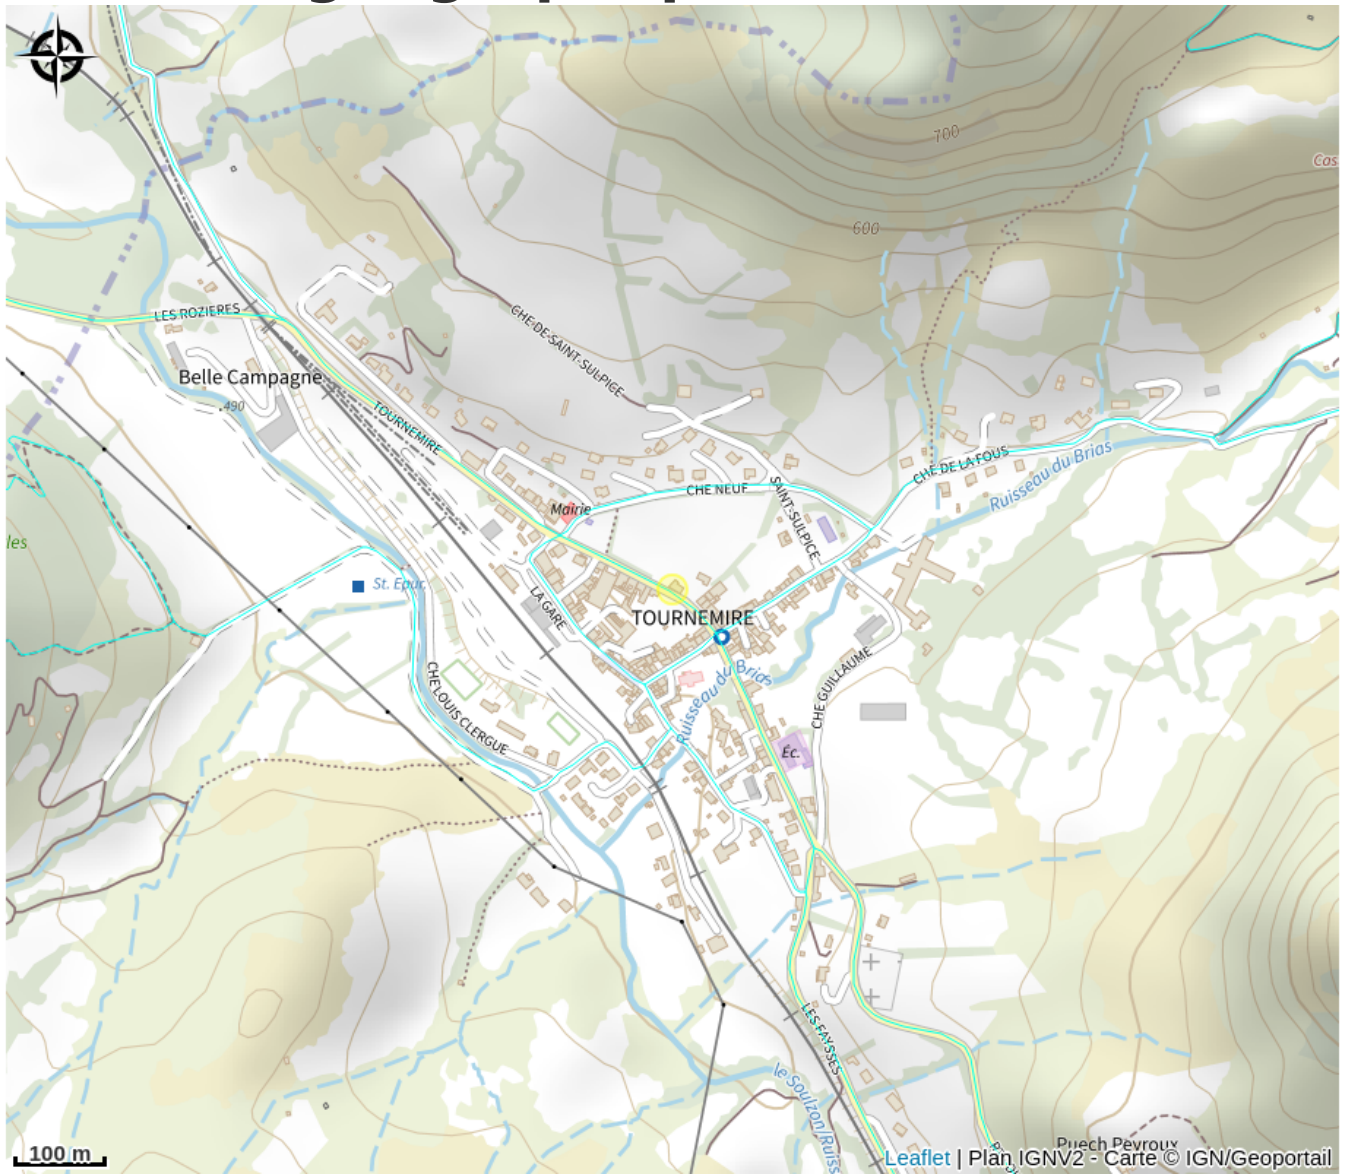 700
Cas
600
LES ROZIERES
CHE DE SAINT-SULPICE
Belle Campagne
490
TOURNEMIRE
CHE DE LA FOUS
Ruisseau du Brias
CHE NEUF
SAINT-SULPICE
Mairie
les
St. Epur.
LA GARE
TOURNEMIRE
Ruisseau du Brias
CHE GUILLAUME
CHE LOUIS CLERGUE
Éc.
LES FAYSSES
le Soulzon/Ruiss
Puech Peyroux
100 m
Leaflet | Plan IGNV2 - Carte © IGN/Geoportail